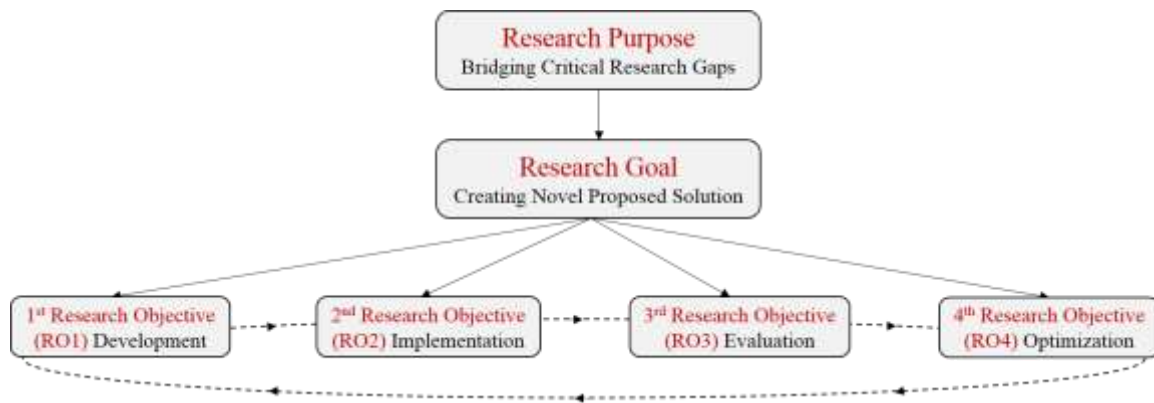 Research Purpose
Bridging Critical Research Gaps
Research Goal
Creating Novel Proposed Solution
1st Research Objective
(RO1) Development
2nd Research Objective
(RO2) Implementation
3rd Research Objective
(RO3) Evaluation
4th Research Objective
(RO4) Optimization